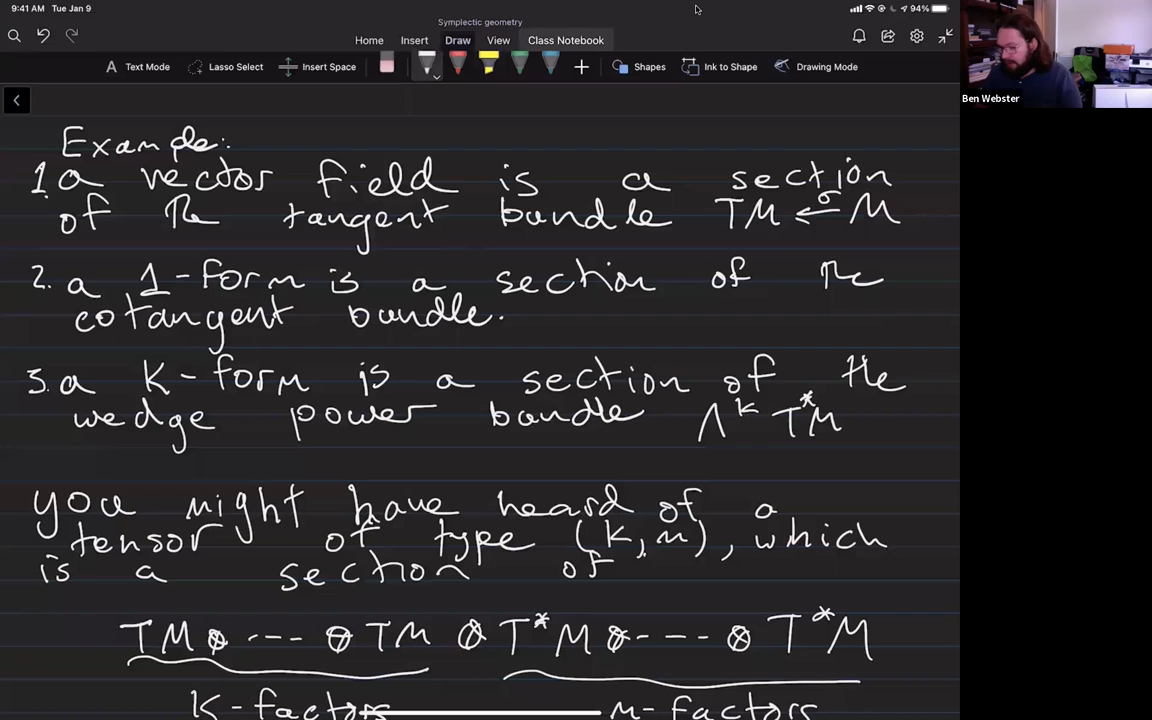 9:41 AM Tue Jan 9
94%
Symplectic geometry
Home Insert Draw View Class Notebook
Text Mode Lasso Select Insert Space Shapes Ink to Shape Drawing Mode
Ben Webster
Example:
1. a vector field is a section
of the tangent bundle TM ←σ M
2. a 1-form is a section of the
cotangent bundle.
3. a k-form is a section of the
wedge power bundle Λ^k T*M
you might have heard of a
tensor of type (k,m), which
is a section of
TM⊗---⊗TM ⊗ T*M⊗---⊗ T*M
k-factors m-factors